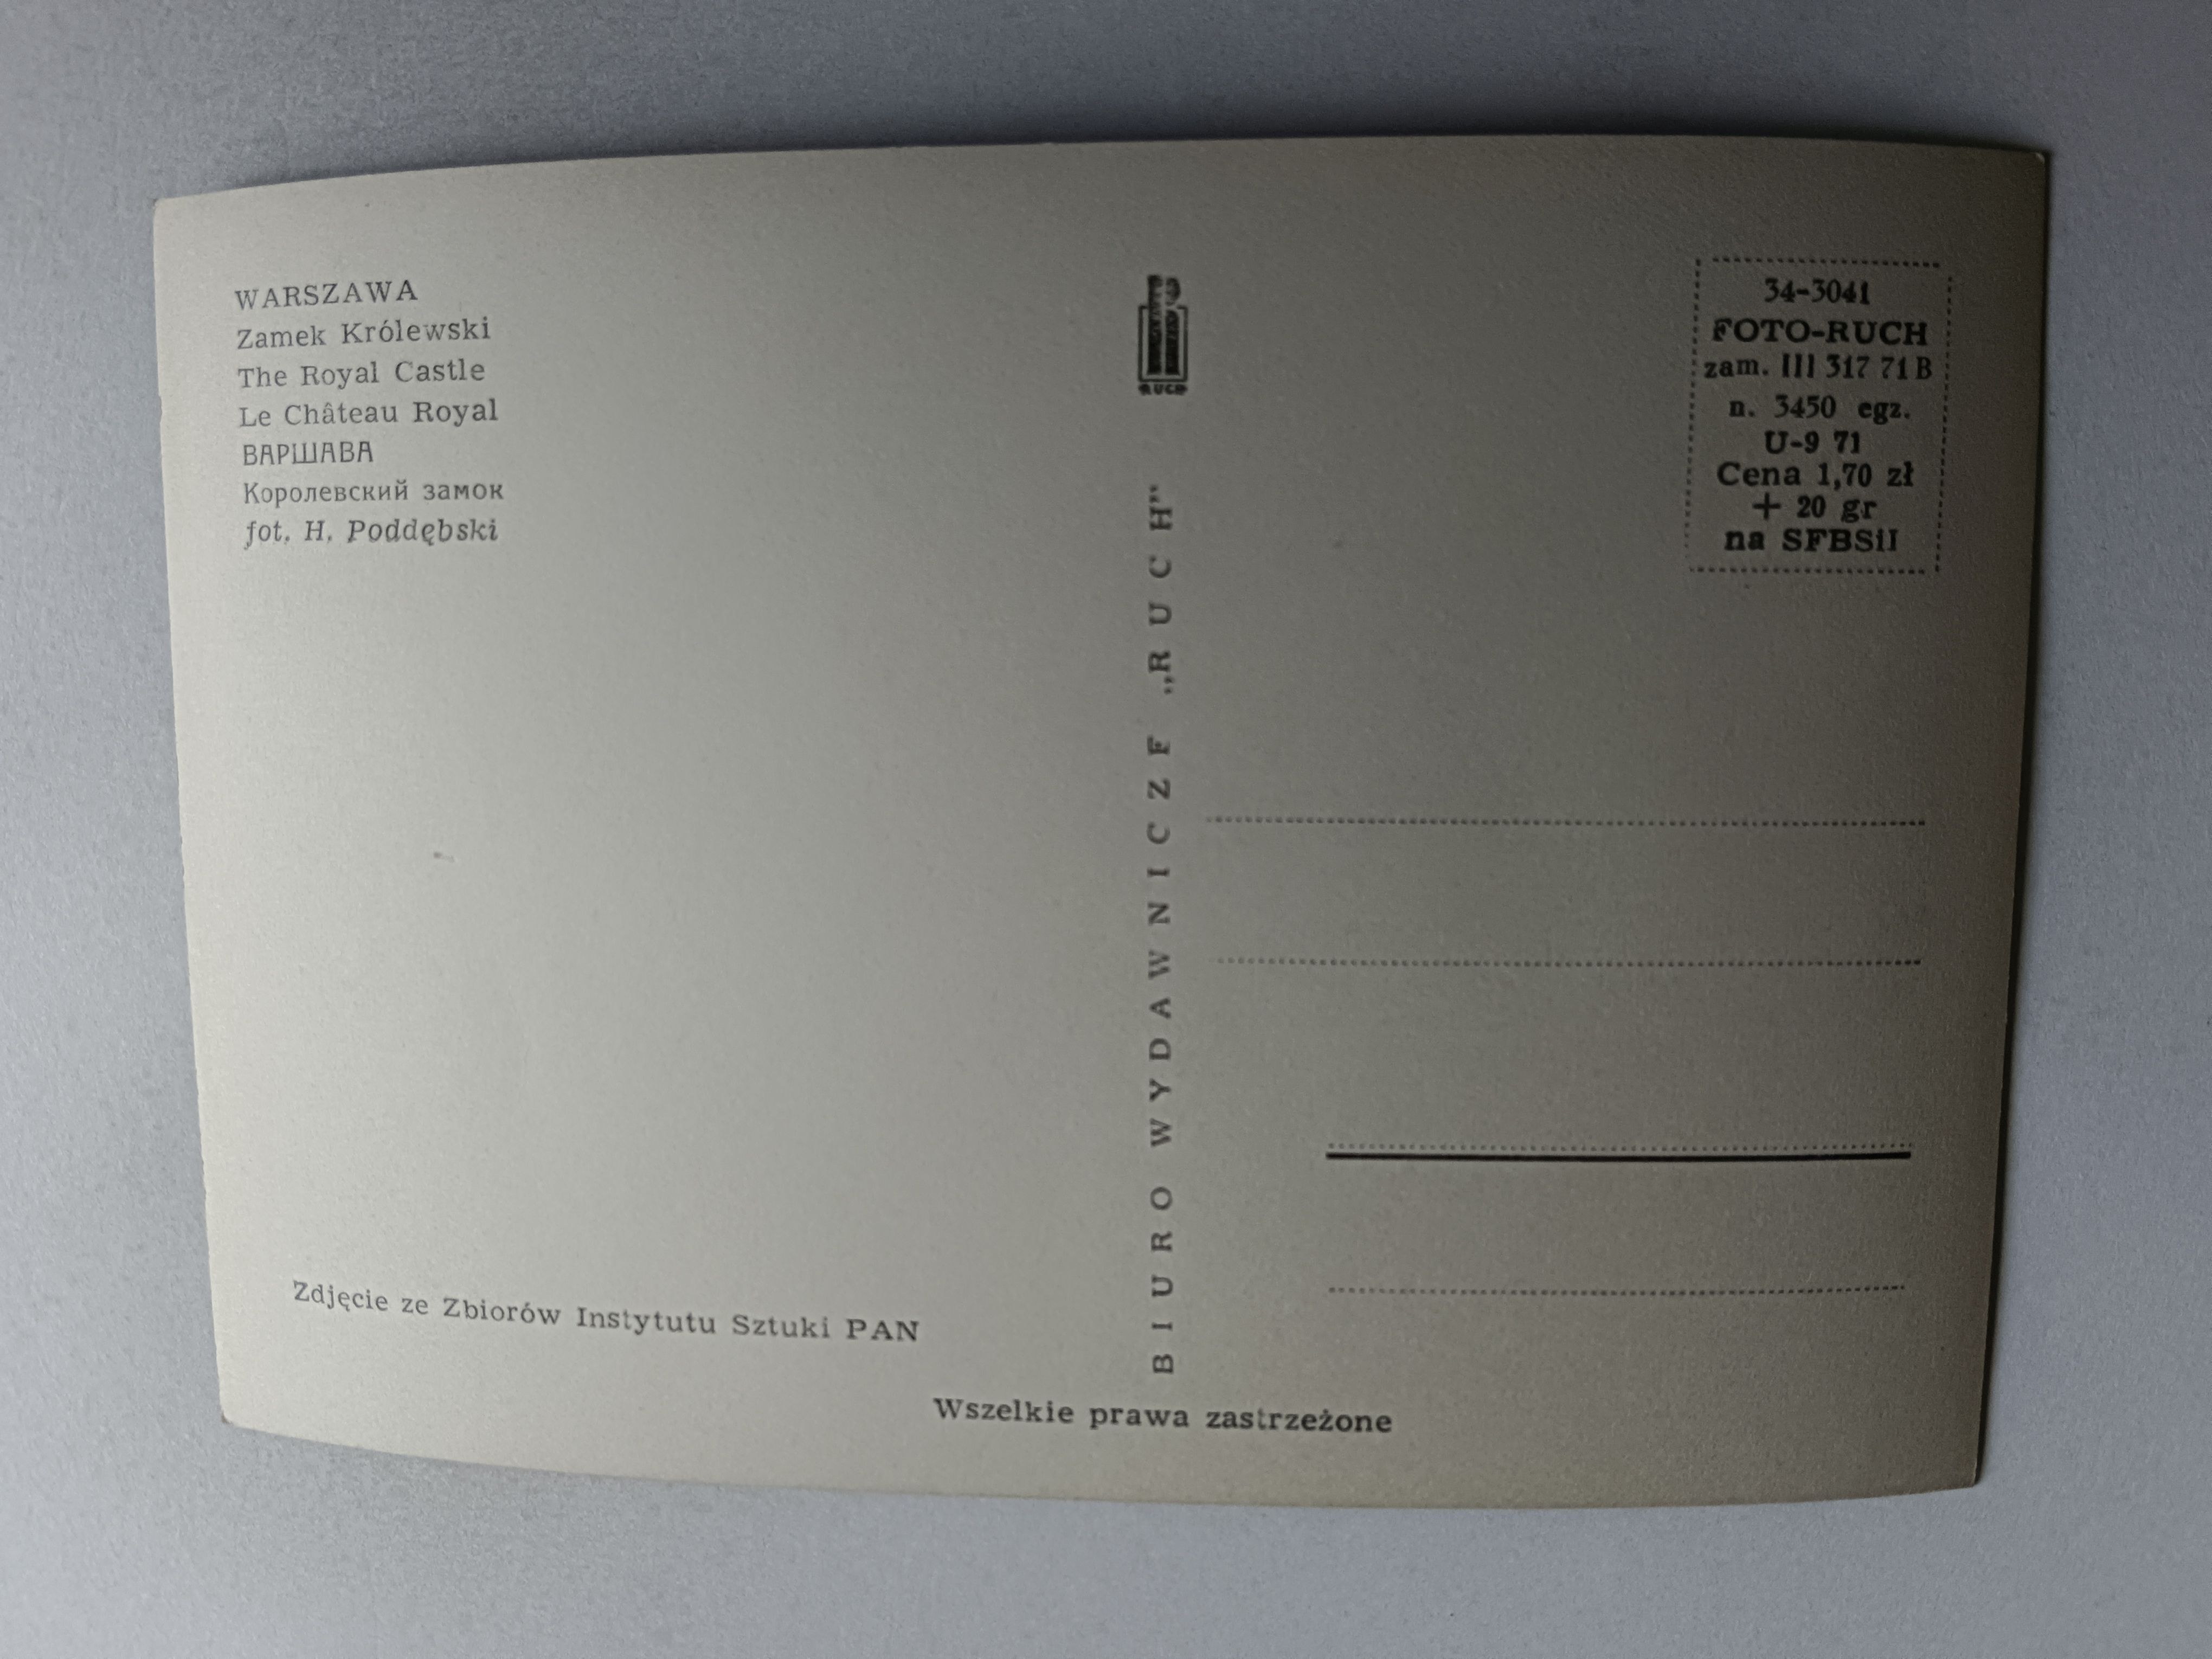 WARSZAWA
Zamek Królewski
The Royal Castle
Le Château Royal
ВАРШАВА
Королевский замок
fot. H. Poddębski
Zdjęcie ze Zbiorów Instytutu Sztuki PAN
RUCH
BIURO WYDAWNICZE „RUCH”
Wszelkie prawa zastrzeżone
34-3041
FOTO-RUCH
zam. III 317 71 B
n. 3450 egz.
U-9 71
Cena 1,70 zł
+ 20 gr
na SFBSiI